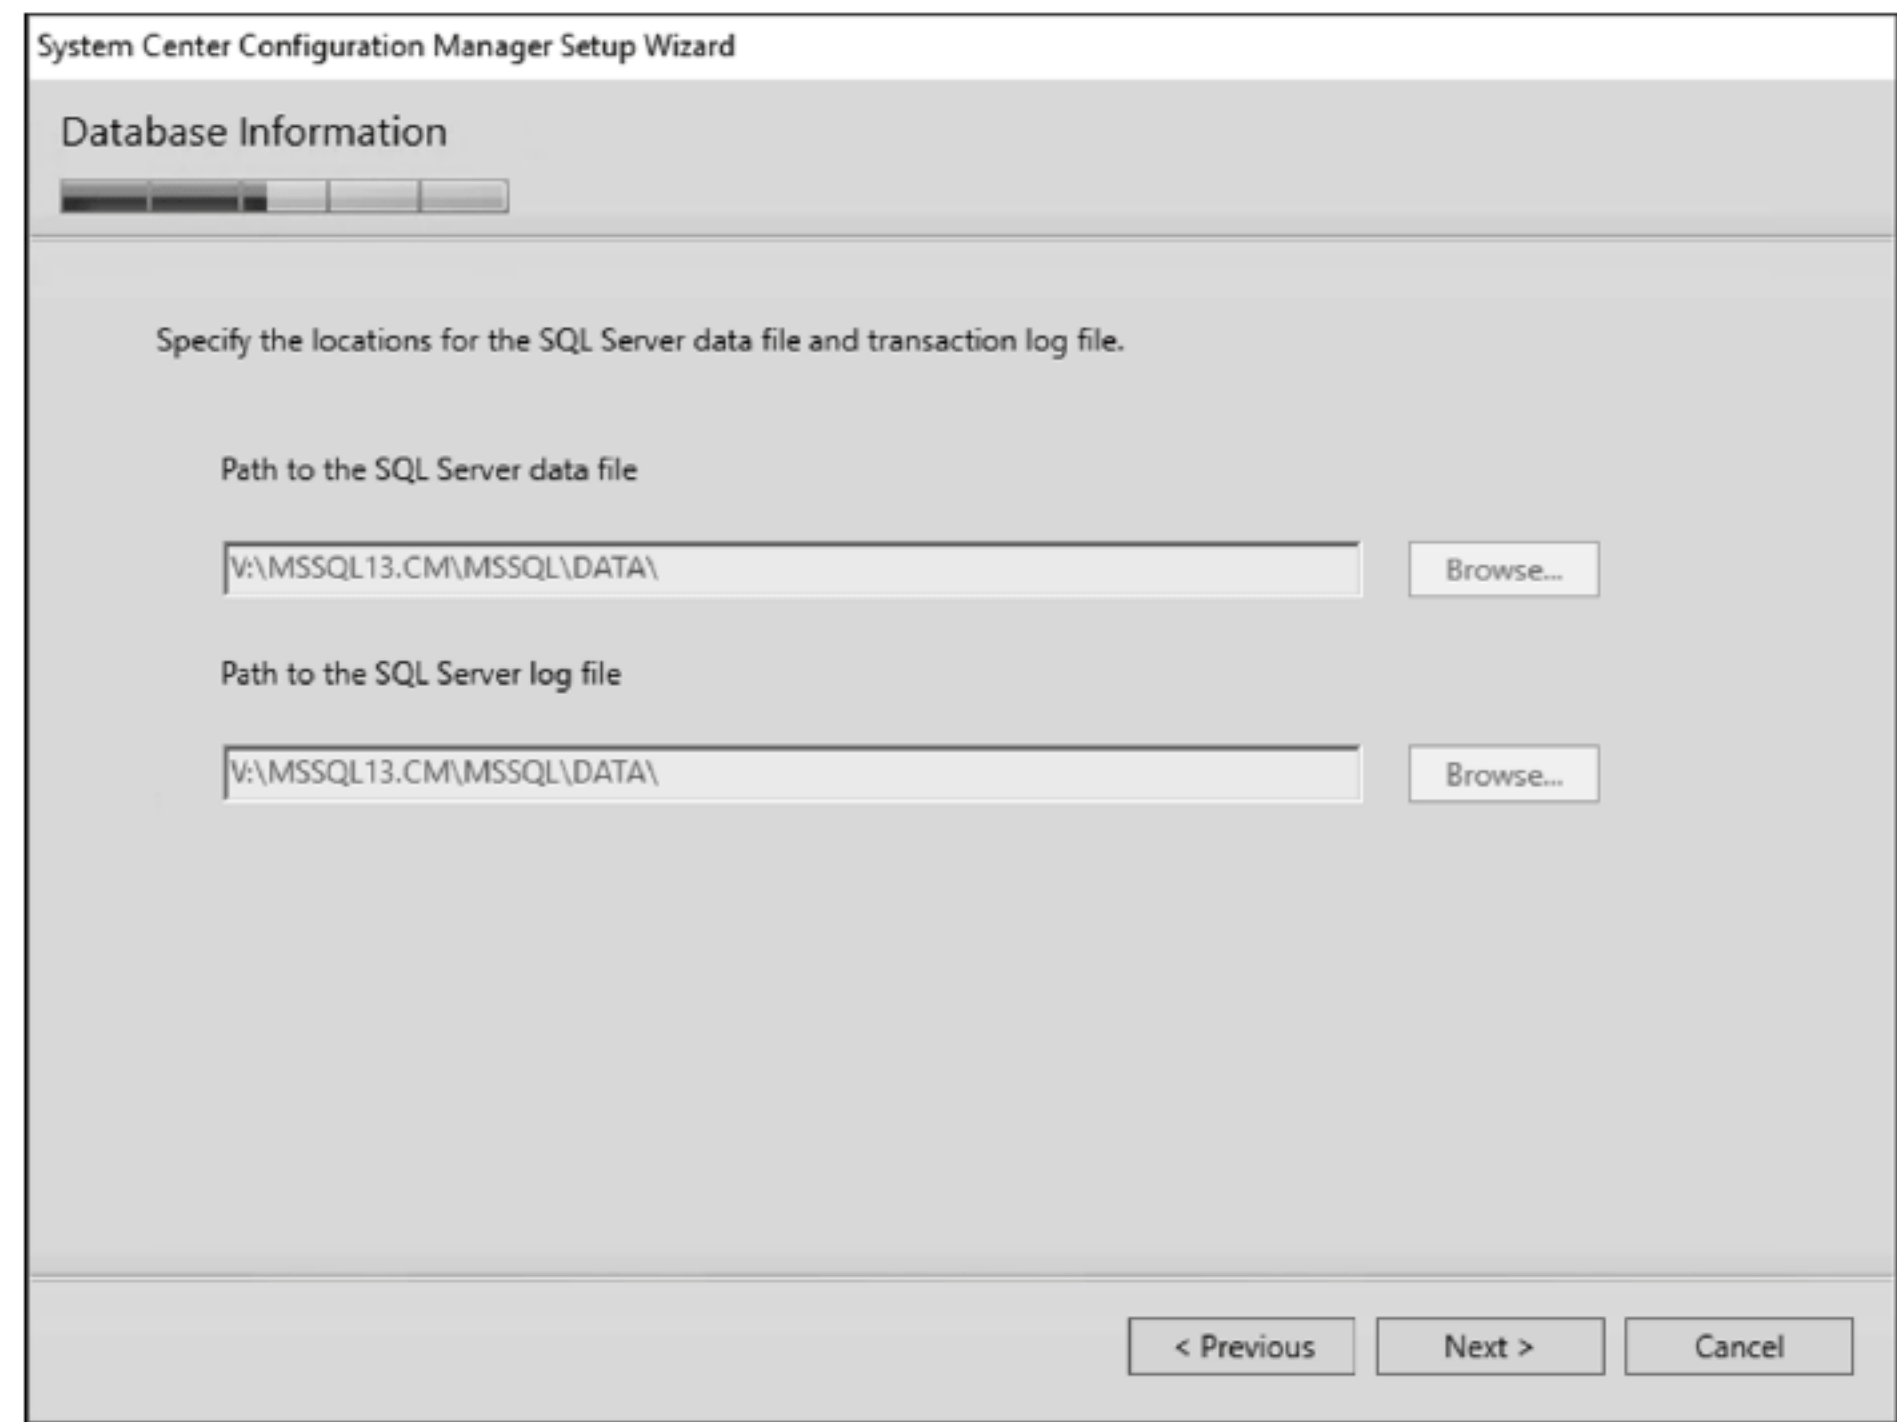 System Center Configuration Manager Setup Wizard
Database Information
Specify the locations for the SQL Server data file and transaction log file.
Path to the SQL Server data file
V:\MSSQL13.CM\MSSQL\DATA\
Browse...
Path to the SQL Server log file
V:\MSSQL13.CM\MSSQL\DATA\
Browse...
< Previous
Next >
Cancel